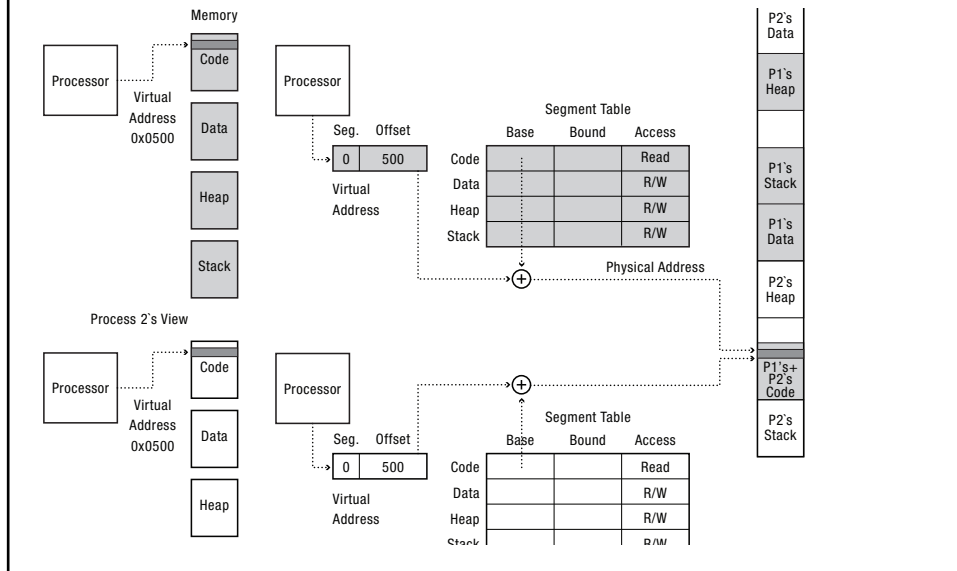 Memory
Processor
Virtual
Address
0x0500
Code
Data
Heap
Stack
Processor
Seg. Offset
0 500
Virtual
Address
Segment Table
Base Bound Access
Code Read
Data R/W
Heap R/W
Stack R/W
Physical Address
Process 2`s View
Processor
Virtual
Address
0x0500
Code
Data
Heap
Processor
Seg. Offset
0 500
Virtual
Address
Segment Table
Base Bound Access
Code Read
Data R/W
Heap R/W
Stack R/W
P2`s
Data
P1`s
Heap
P1`s
Stack
P1`s
Data
P2`s
Heap
P1's+
P2`s
Code
P2`s
Stack